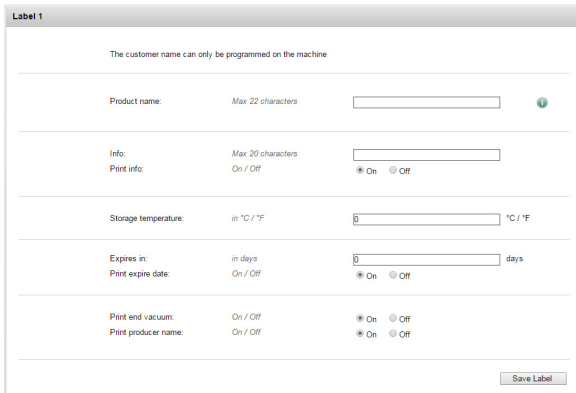 Label 1
The customer name can only be programmed on the machine
Product name: Max 22 characters
Info: Max 20 characters
Print info: On / Off On Off
Storage temperature: in °C / °F 0 °C / °F
Expires in: in days 0 days
Print expire date: On / Off On Off
Print end vacuum: On / Off On Off
Print producer name: On / Off On Off
Save Label